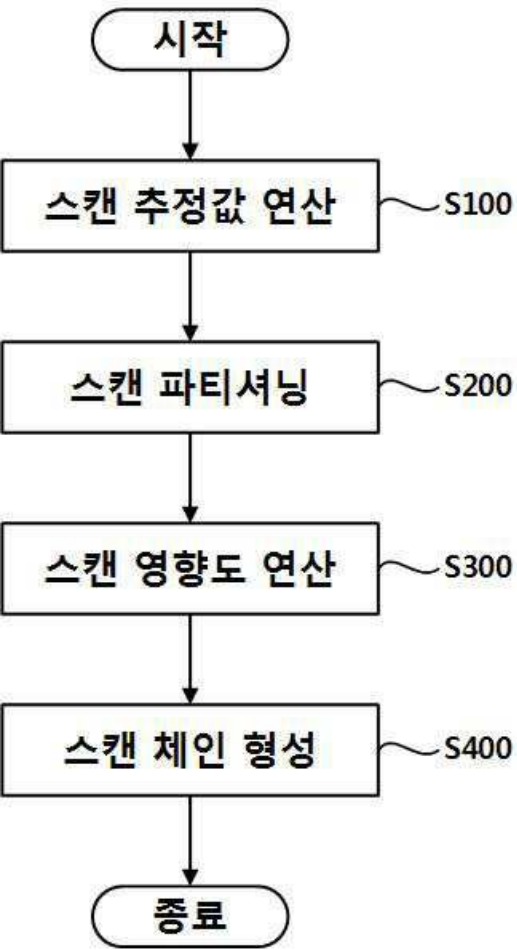 시작
스캔 추정값 연산 S100
스캔 파티셔닝 S200
스캔 영향도 연산 S300
스캔 체인 형성 S400
종료